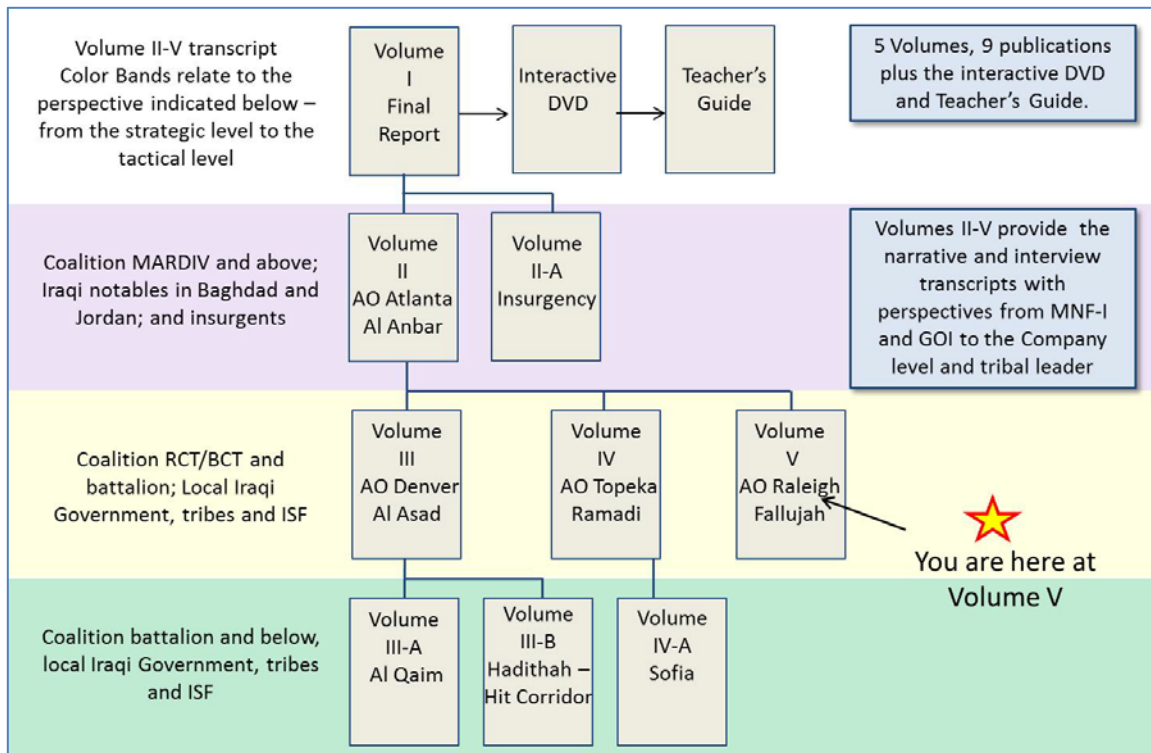 Volume II-V transcript
Color Bands relate to the
perspective indicated below –
from the strategic level to the
tactical level
Volume
I
Final
Report
Interactive
DVD
Teacher’s
Guide
5 Volumes, 9 publications
plus the interactive DVD
and Teacher’s Guide.
Coalition MARDIV and above;
Iraqi notables in Baghdad and
Jordan; and insurgents
Volume
II
AO Atlanta
Al Anbar
Volume
II-A
Insurgency
Volumes II-V provide the
narrative and interview
transcripts with
perspectives from MNF-I
and GOI to the Company
level and tribal leader
Coalition RCT/BCT and
battalion; Local Iraqi
Government, tribes and ISF
Volume
III
AO Denver
Al Asad
Volume
IV
AO Topeka
Ramadi
Volume
V
AO Raleigh
Fallujah
You are here at
Volume V
Coalition battalion and below,
local Iraqi Government, tribes
and ISF
Volume
III-A
Al Qaim
Volume
III-B
Hadithah –
Hit Corridor
Volume
IV-A
Sofia